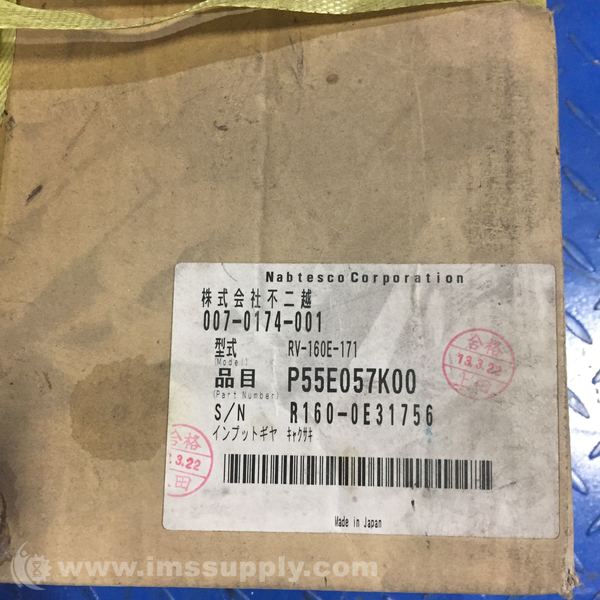 Nabtesco Corporation
株式会社不二越
007-0174-001
型式 RV-160E-171
(Model)
品目 P55E057K00
(Part Number)
S/N R160-0E31756
インプットギヤ キャクサキ
合格
13.3.22
合格
3.22
田
Made in Japan
www.imssupply.com